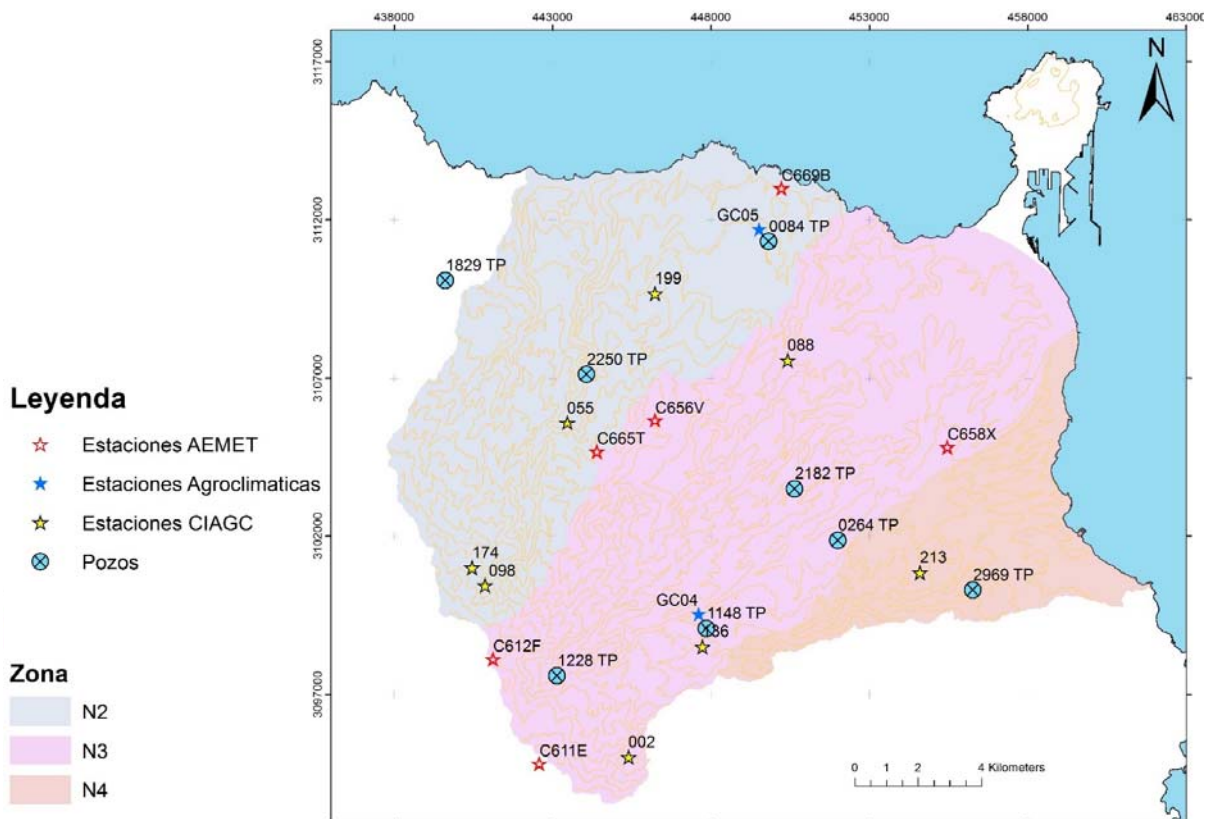 438000 443000 448000 453000 458000 463000
3117000
N
C669B
3112000
GC05
0084 TP
1829 TP
199
088
2250 TP
3107000
Leyenda
055
C656V
C665T
C658X
Estaciones AEMET
2182 TP
Estaciones Agroclimaticas
0264 TP
Estaciones CIAGC
3102000
174
098
213
2969 TP
Pozos
GC04
1148 TP
36
C612F
1228 TP
Zona
3097000
N2
C611E
002
N3
0 1 2 4 Kilometers
N4